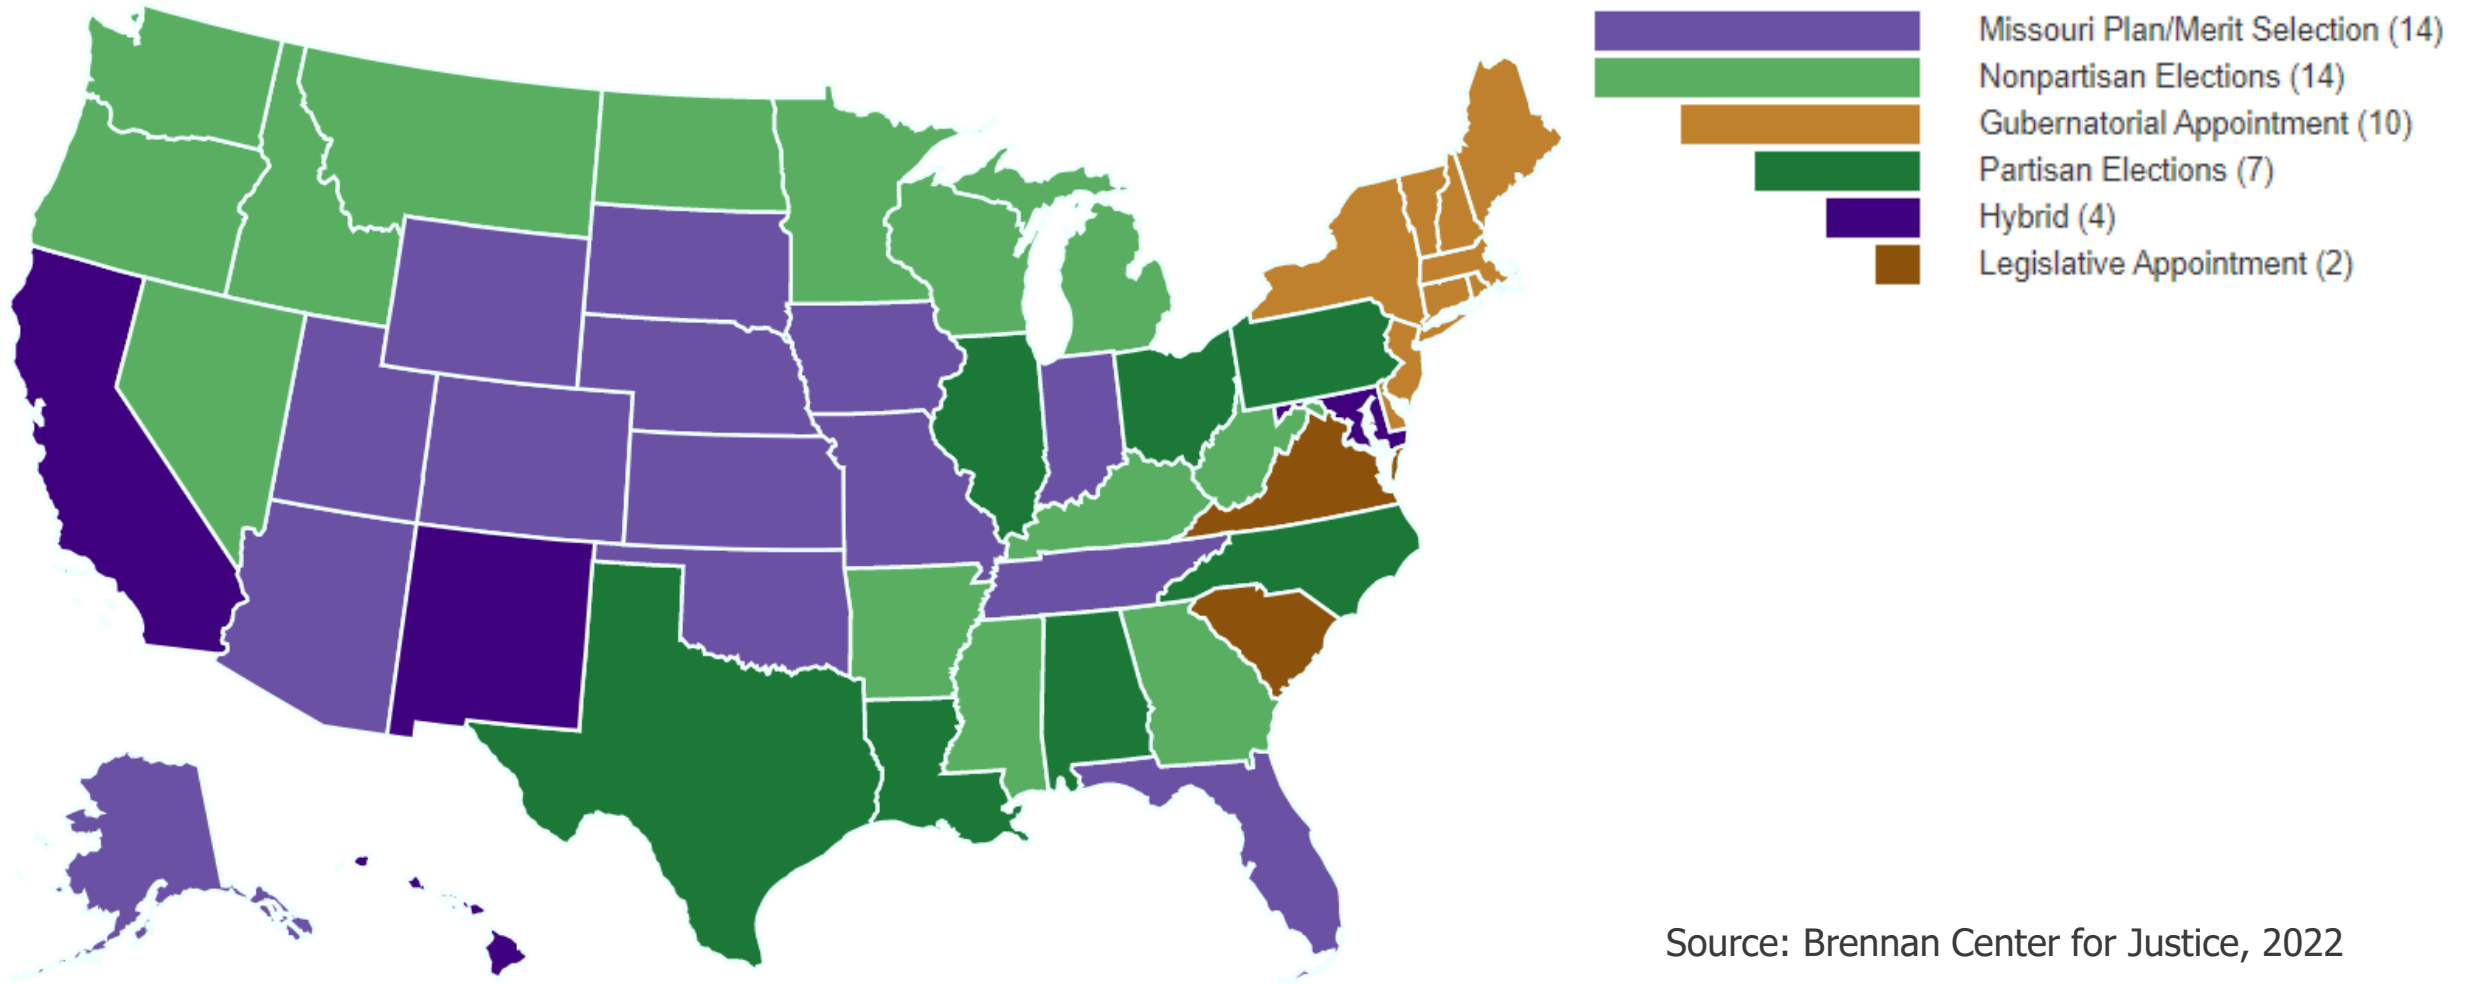 Missouri Plan/Merit Selection (14)
Nonpartisan Elections (14)
Gubernatorial Appointment (10)
Partisan Elections (7)
Hybrid (4)
Legislative Appointment (2)
Source: Brennan Center for Justice, 2022